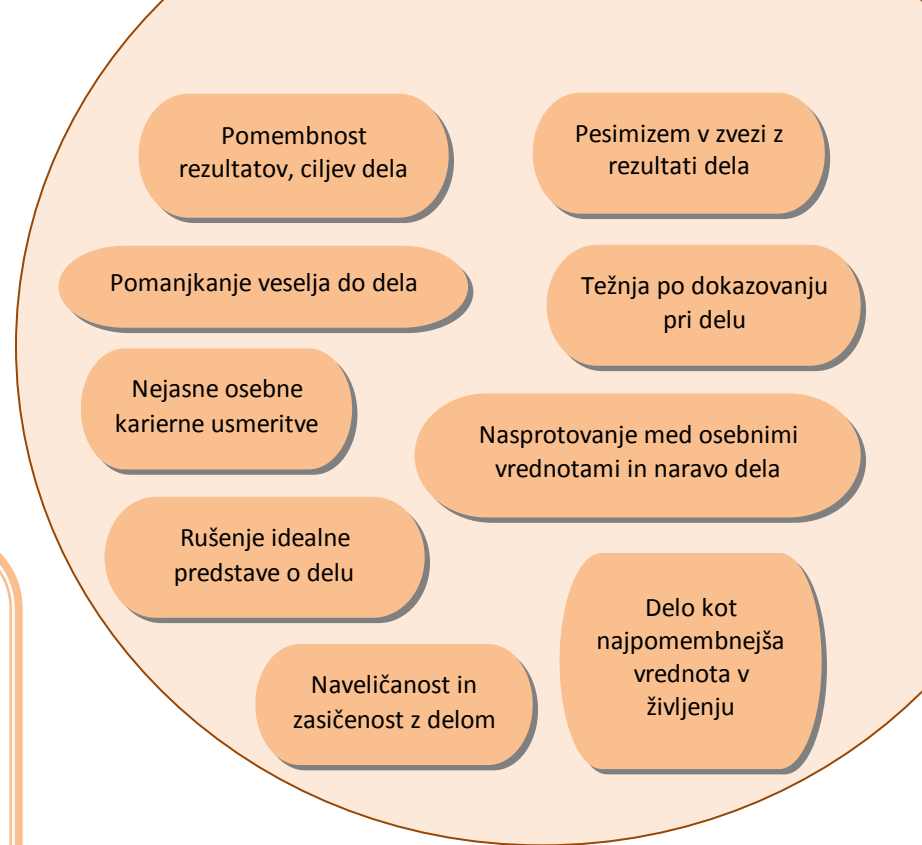 Pomembnost
rezultatov, ciljev dela
Pesimizem v zvezi z
rezultati dela
Pomanjkanje veselja do dela
Težnja po dokazovanju
pri delu
Nejasne osebne
karierne usmeritve
Nasprotovanje med osebnimi
vrednotami in naravo dela
Rušenje idealne
predstave o delu
Delo kot
najpomembnejša
vrednota v
življenju
Naveličanost in
zasičenost z delom